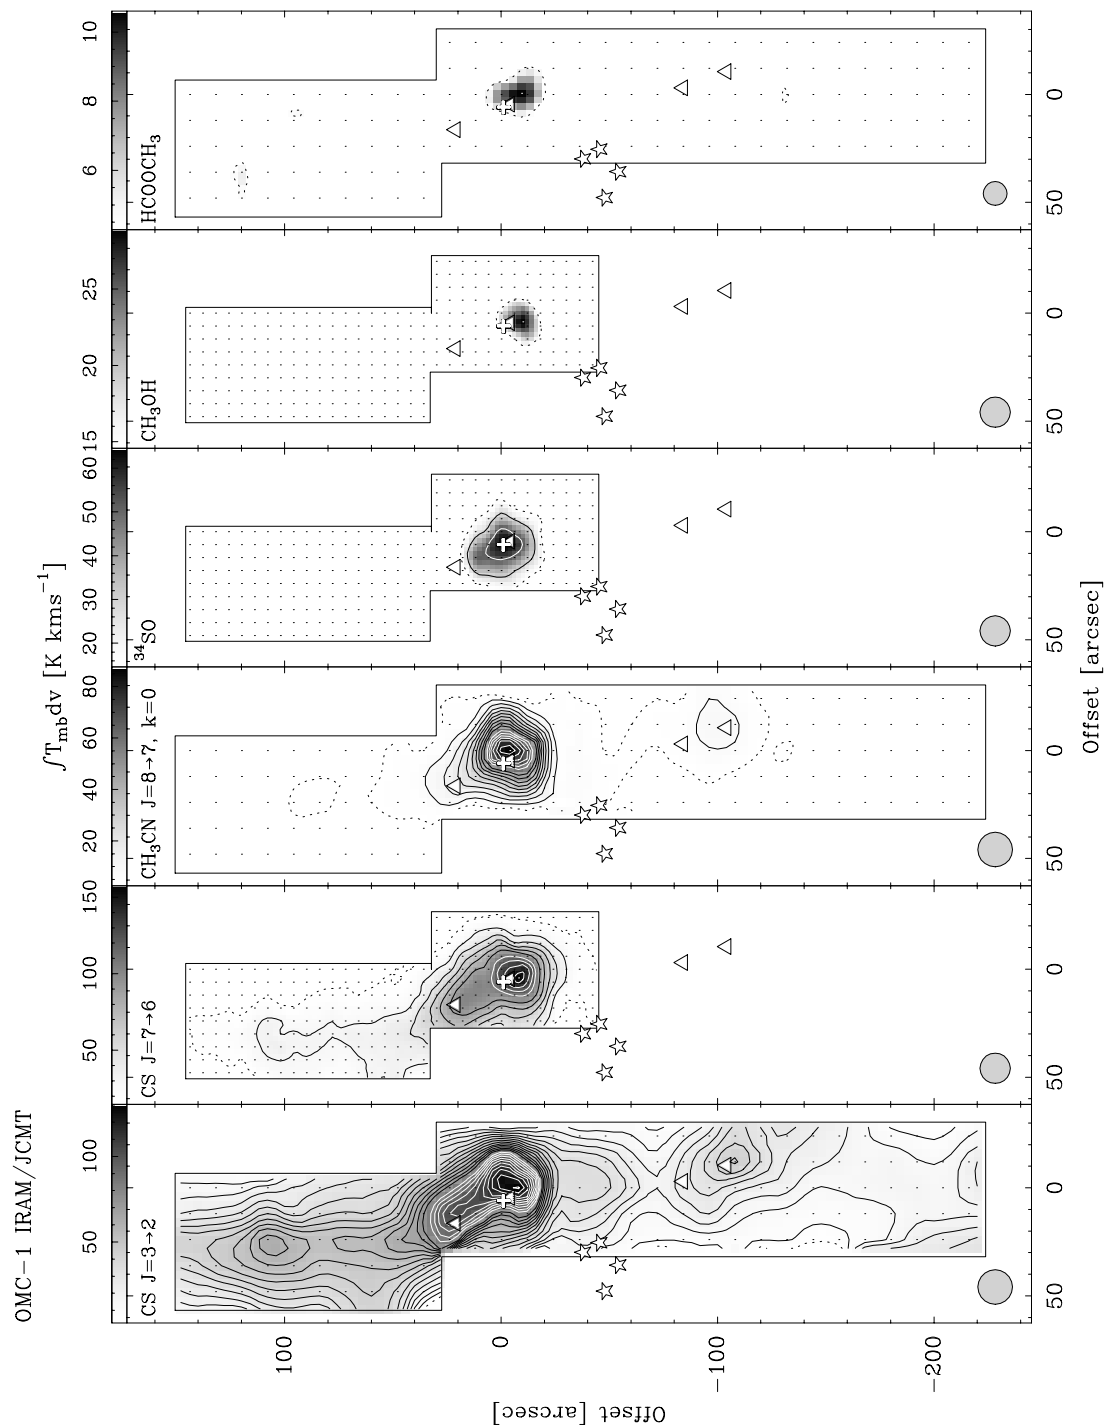 OMC−1 IRAM/JCMT
∫T_mb dv [K kms⁻¹]
50 100
50 100 150
20 40 60 80
20 30 40 50 60
15 20 25
6 8 10
CS J=3→2
CS J=7→6
CH₃CN J=8→7, k=0
³⁴SO
CH₃OH
HCOOCH₃
100
0
−100
−200
Offset [arcsec]
50 0 50 0 50 0 50 0 50 0 50 0
Offset [arcsec]